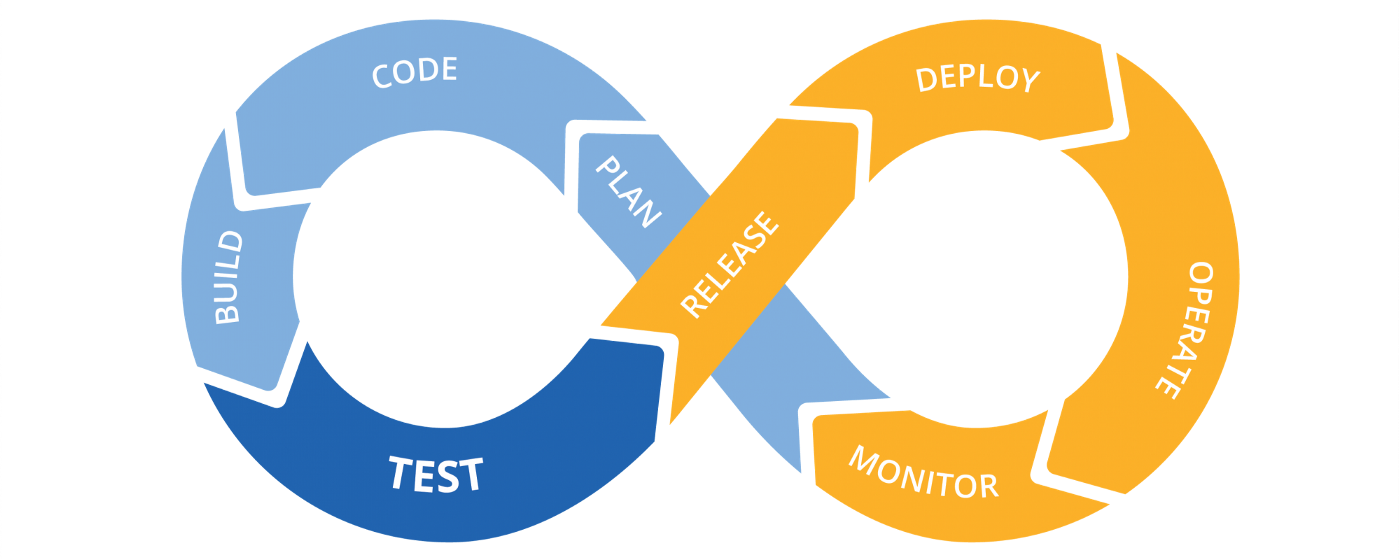 CODE
DEPLOY
PLAN
BUILD
RELEASE
OPERATE
TEST
MONITOR